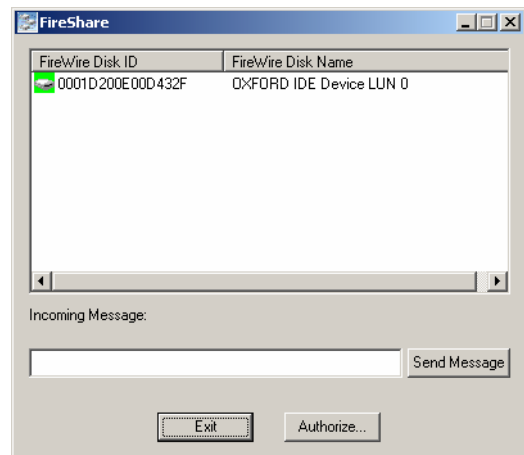 FireShare
FireWire Disk ID FireWire Disk Name
0001D200E00D432F OXFORD IDE Device LUN 0
Incoming Message:
Send Message
Exit Authorize...